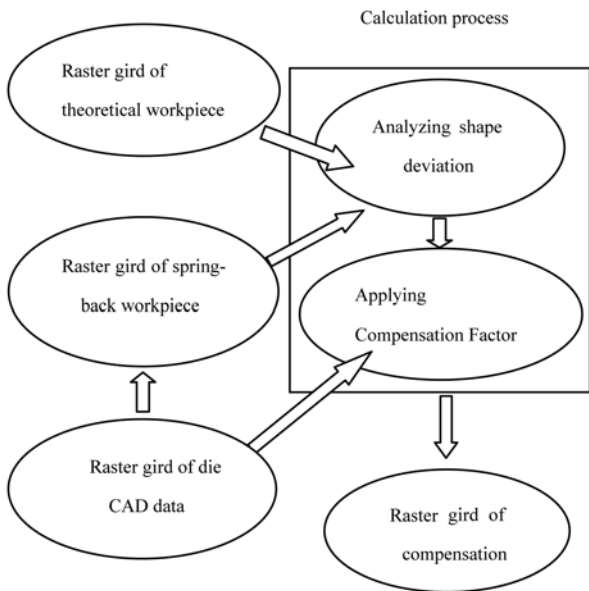 Calculation process
Raster gird of
theoretical workpiece
Analyzing shape
deviation
Raster gird of spring-
back workpiece
Applying
Compensation Factor
Raster gird of die
CAD data
Raster gird of
compensation